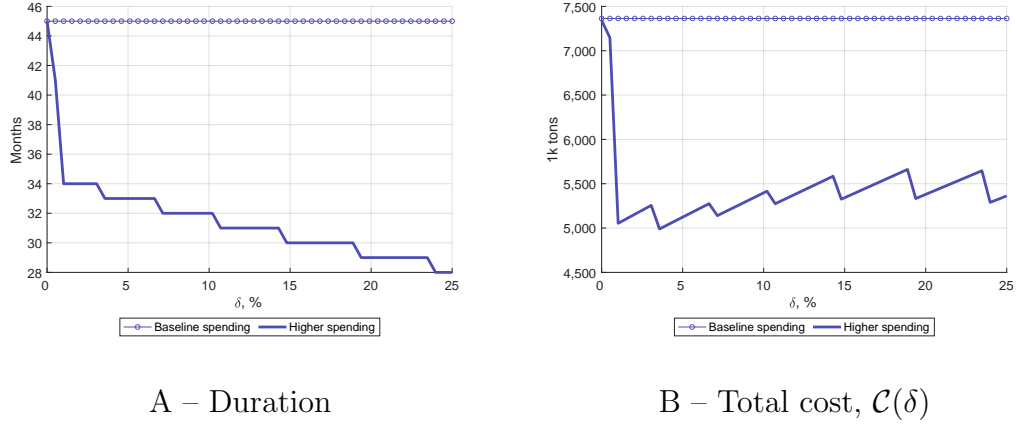 46
44
42
40
38
36
34
32
30
28
Months
0 5 10 15 20 25
δ, %
Baseline spending Higher spending
7,500
7,000
6,500
6,000
5,500
5,000
4,500
1k tons
0 5 10 15 20 25
δ, %
Baseline spending Higher spending
A – Duration
B – Total cost, 𝒞(δ)